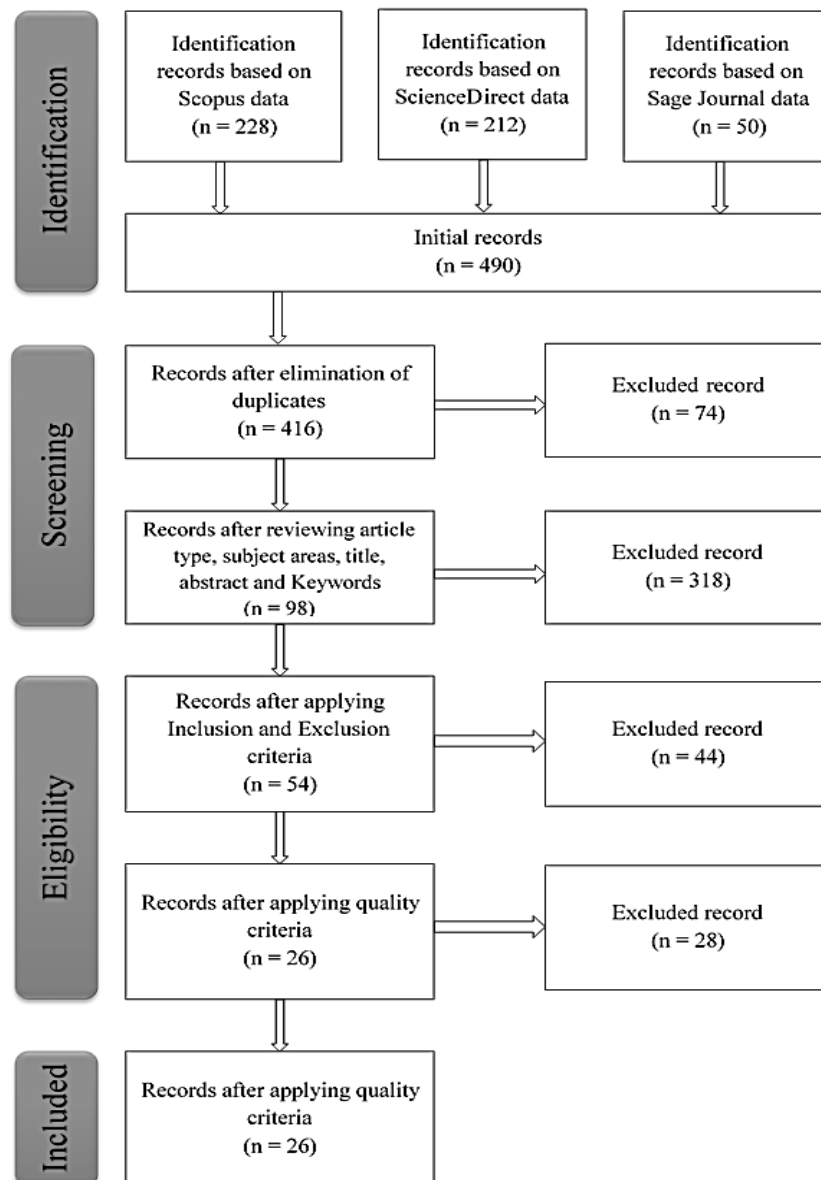 Identification
Identification
records based on
Scopus data
(n = 228)
Identification
records based on
ScienceDirect data
(n = 212)
Identification
records based on
Sage Journal data
(n = 50)
Initial records
(n = 490)
Screening
Records after elimination of
duplicates
(n = 416)
Excluded record
(n = 74)
Records after reviewing article
type, subject areas, title,
abstract and Keywords
(n = 98)
Excluded record
(n = 318)
Eligibility
Records after applying
Inclusion and Exclusion
criteria
(n = 54)
Excluded record
(n = 44)
Records after applying quality
criteria
(n = 26)
Excluded record
(n = 28)
Included
Records after applying quality
criteria
(n = 26)